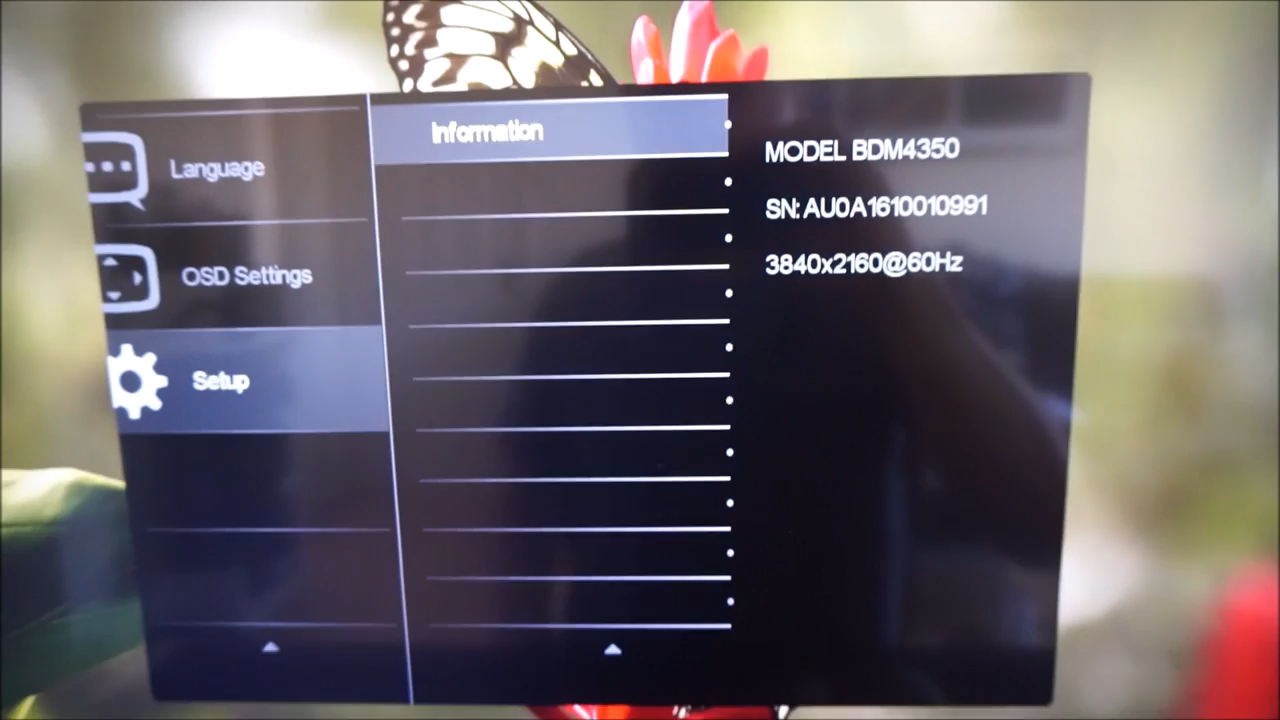 Language
OSD Settings
Setup
Information
MODEL BDM4350
SN: AU0A1610010991
3840x2160@60Hz